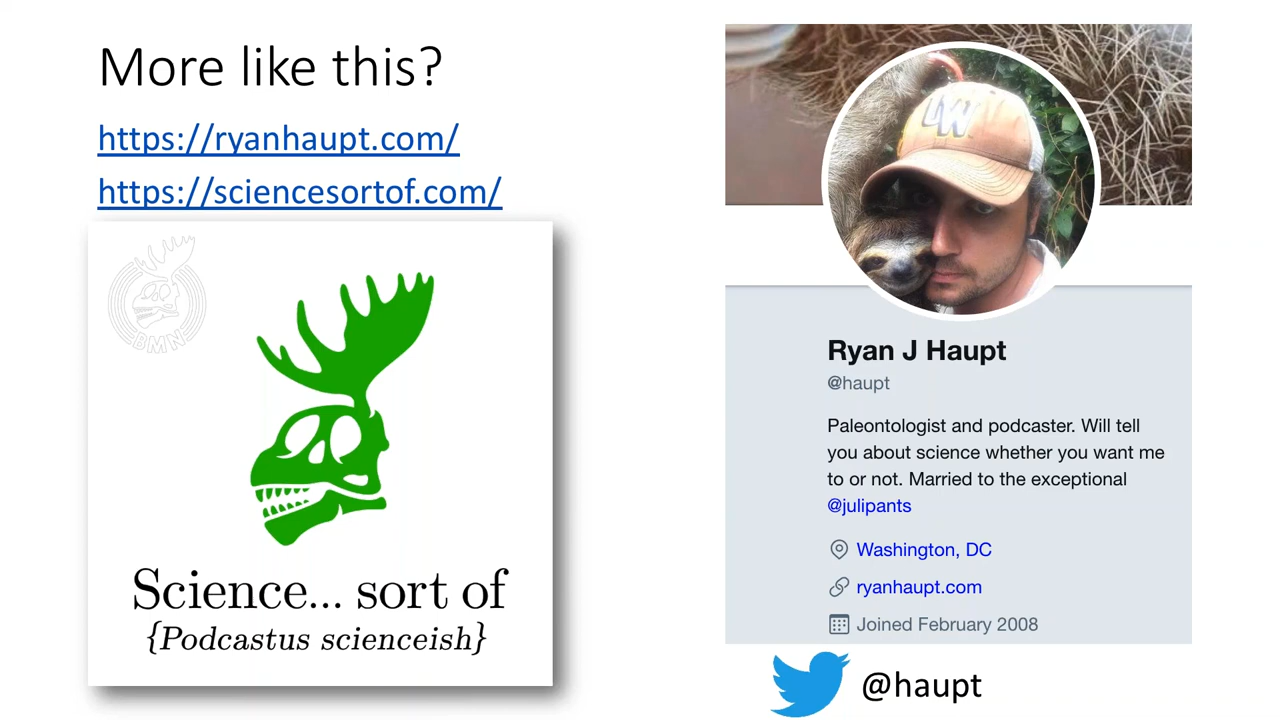 More like this?
https://ryanhaupt.com/
https://sciencesortof.com/
BMN
Science... sort of
{Podcastus scienceish}
UW
Ryan J Haupt
@haupt
Paleontologist and podcaster. Will tell
you about science whether you want me
to or not. Married to the exceptional
@julipants
Washington, DC
ryanhaupt.com
Joined February 2008
@haupt